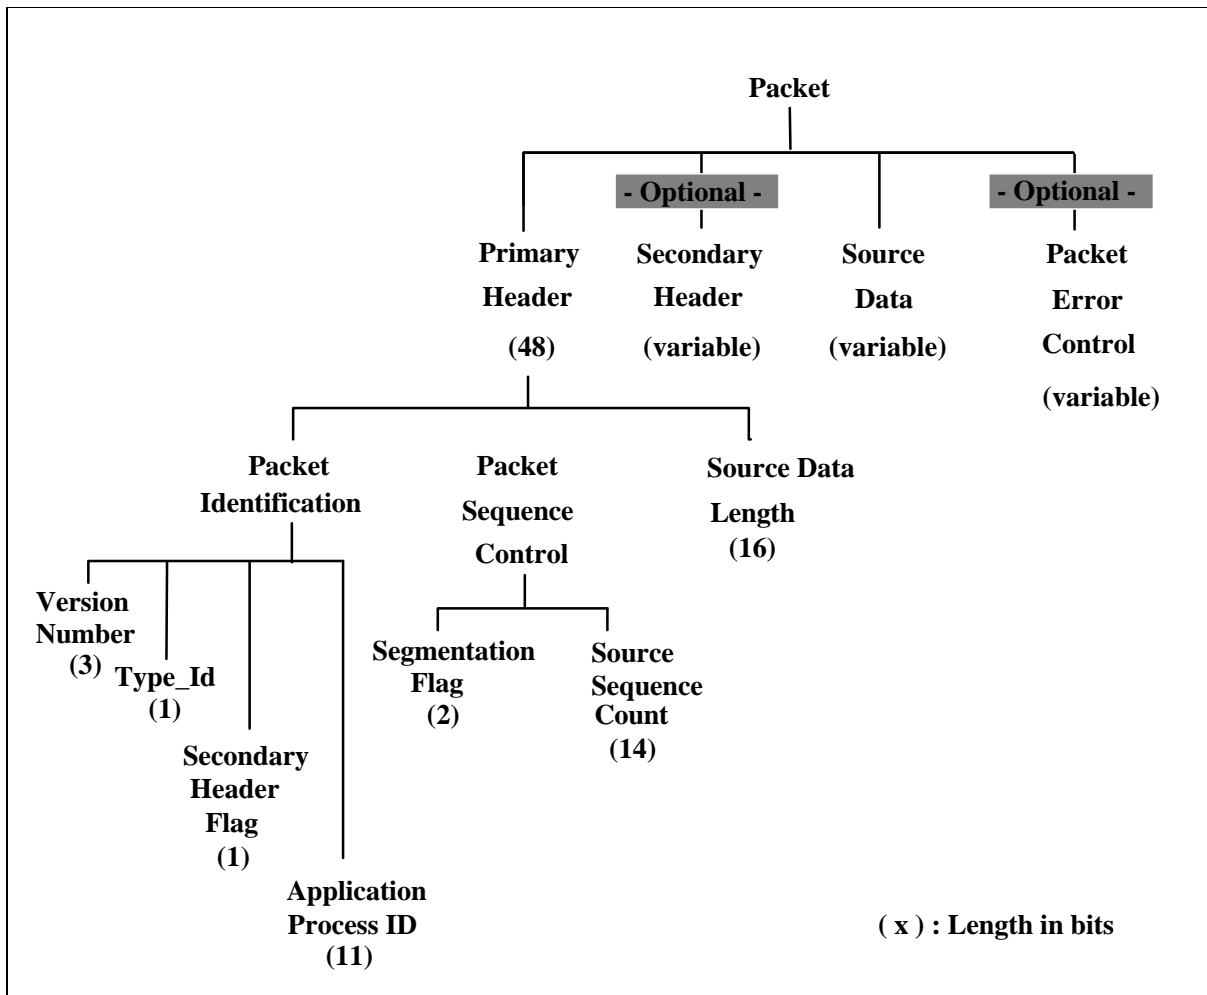 Packet
- Optional -
- Optional -
Primary
Header
(48)
Secondary
Header
(variable)
Source
Data
(variable)
Packet
Error
Control
(variable)
Packet
Identification
Packet
Sequence
Control
Source Data
Length
(16)
Version
Number
(3)
Type_Id
(1)
Secondary
Header
Flag
(1)
Application
Process ID
(11)
Segmentation
Flag
(2)
Source
Sequence
Count
(14)
( x ) : Length in bits